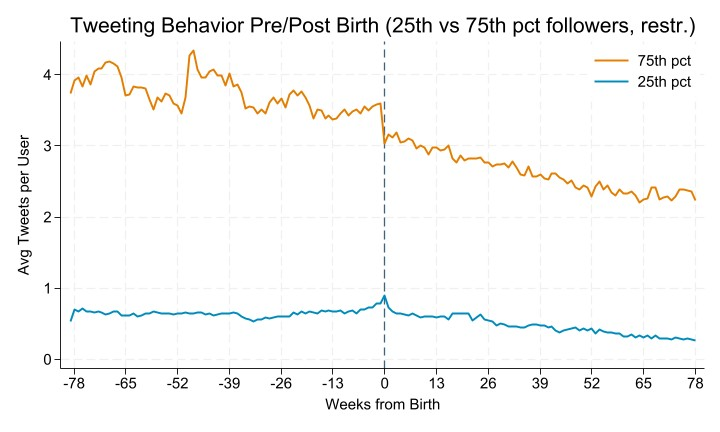 Tweeting Behavior Pre/Post Birth (25th vs 75th pct followers, restr.)
75th pct
25th pct
Avg Tweets per User
4
3
2
1
0
-78 -65 -52 -39 -26 -13 0 13 26 39 52 65 78
Weeks from Birth